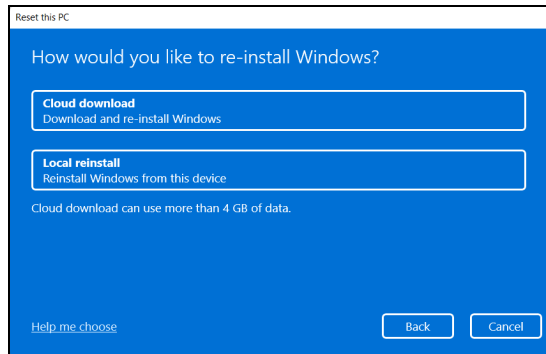 Reset this PC
How would you like to re-install Windows?
Cloud download
Download and re-install Windows
Local reinstall
Reinstall Windows from this device
Cloud download can use more than 4 GB of data.
Help me choose
Back
Cancel